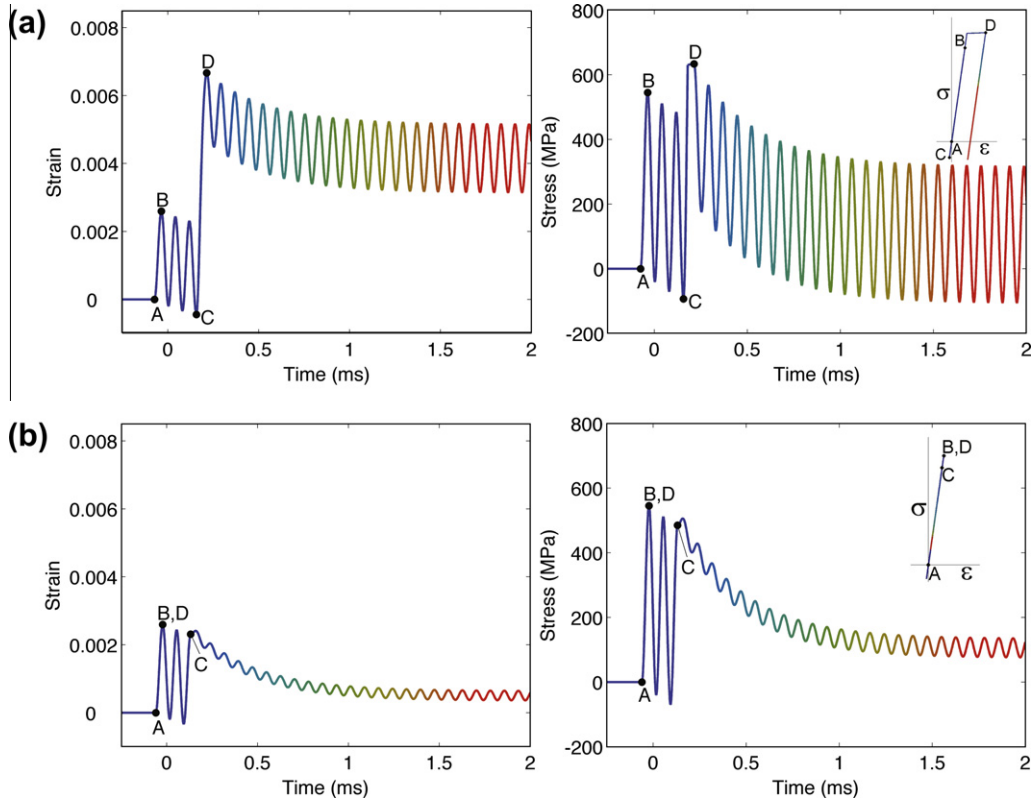 (a)
0.008
0.006
0.004
0.002
0
Strain
D
B
A
C
0
0.5
1
1.5
2
Time (ms)
800
600
400
200
0
-200
Stress (MPa)
B
D
A
C
D
B
σ
A
C
ε
0
0.5
1
1.5
2
Time (ms)
(b)
0.008
0.006
0.004
0.002
0
Strain
B,D
C
A
0
0.5
1
1.5
2
Time (ms)
800
600
400
200
0
-200
Stress (MPa)
B,D
C
A
B,D
C
σ
A
ε
0
0.5
1
1.5
2
Time (ms)